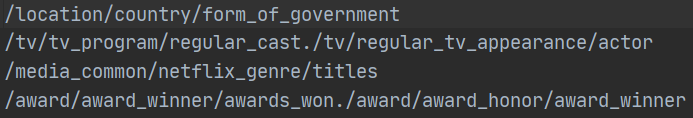 /location/country/form_of_government
/tv/tv_program/regular_cast./tv/regular_tv_appearance/actor
/media_common/netflix_genre/titles
/award/award_winner/awards_won./award/award_honor/award_winner